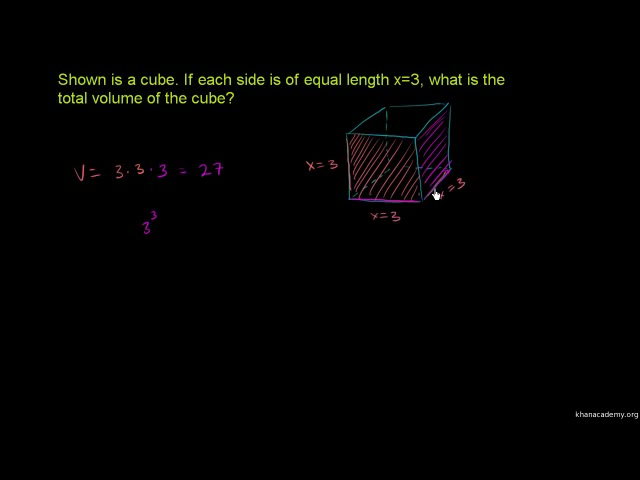 Shown is a cube. If each side is of equal length x=3, what is the
total volume of the cube?
V= 3·3·3 = 27
x=3
x=3
3³
x=3
khanacademy.org